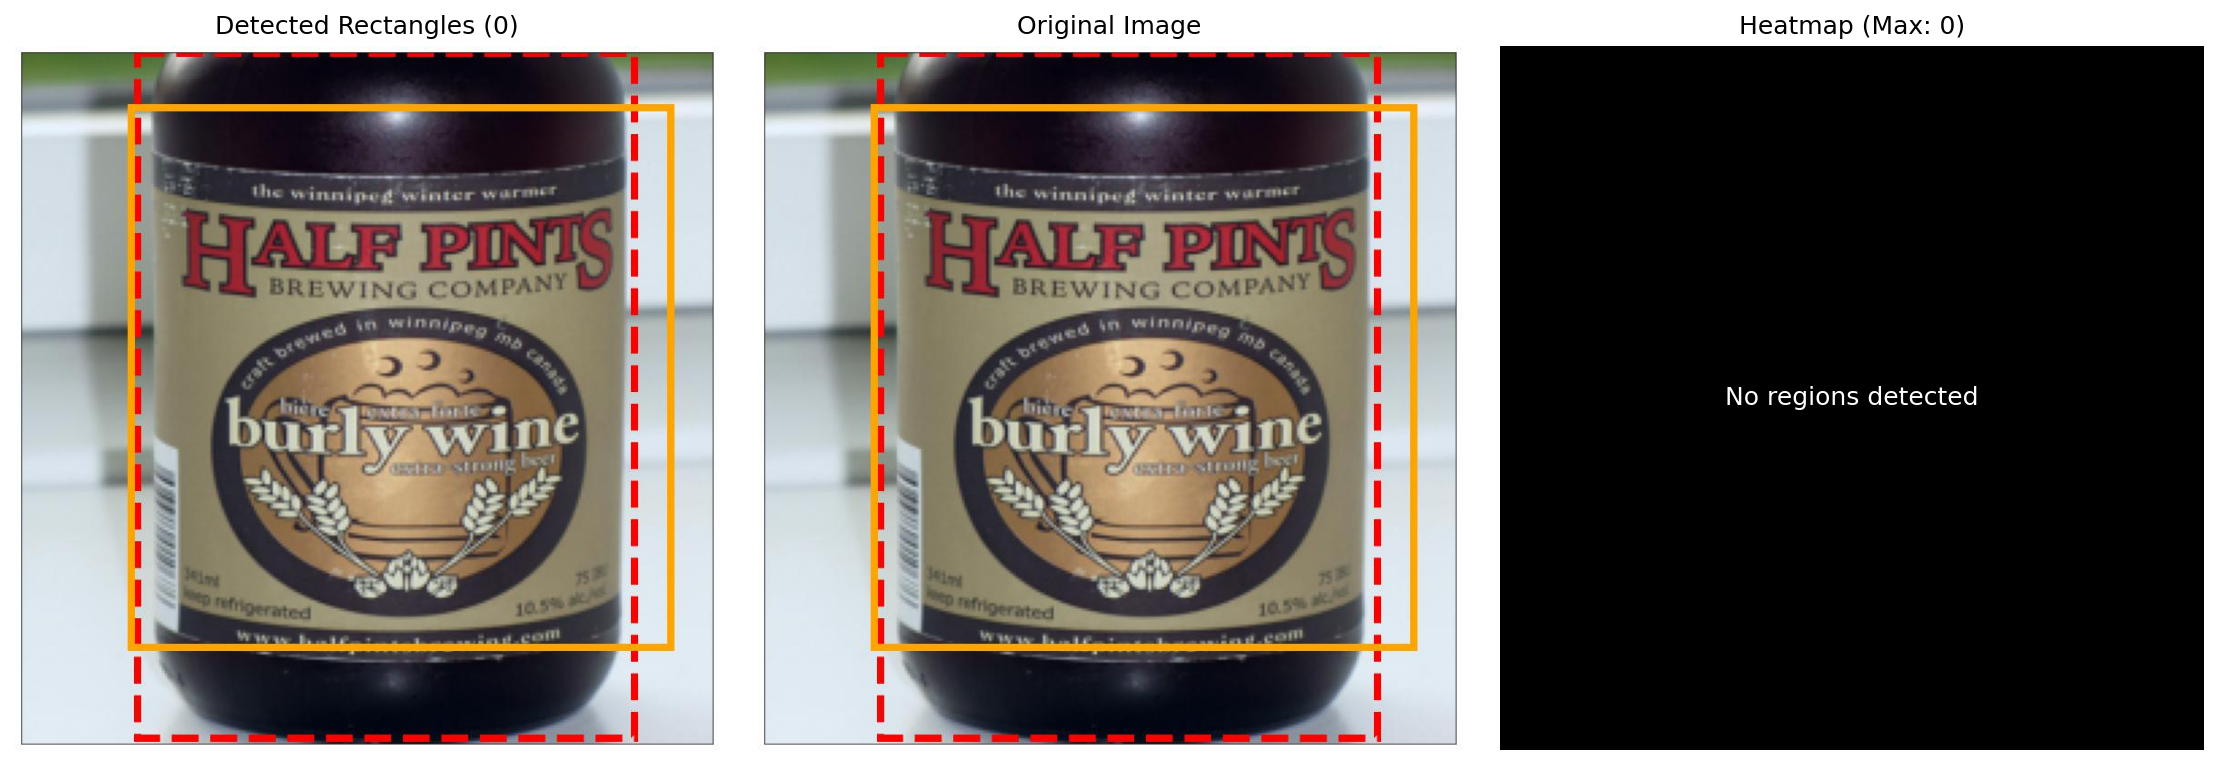 Detected Rectangles (0)
the winnipeg winter warmer
HALF PINTS
BREWING COMPANY
craft brewed in winnipeg mb canada
bière extra forte
burly wine
extra-strong beer
341ml
75 IBU
keep refrigerated
10.5% alc/vol
www.halfpintsbrewing.com
Original Image
the winnipeg winter warmer
HALF PINTS
BREWING COMPANY
craft brewed in winnipeg mb canada
bière extra forte
burly wine
extra-strong beer
341ml
75 IBU
keep refrigerated
10.5% alc/vol
www.halfpintsbrewing.com
Heatmap (Max: 0)
No regions detected